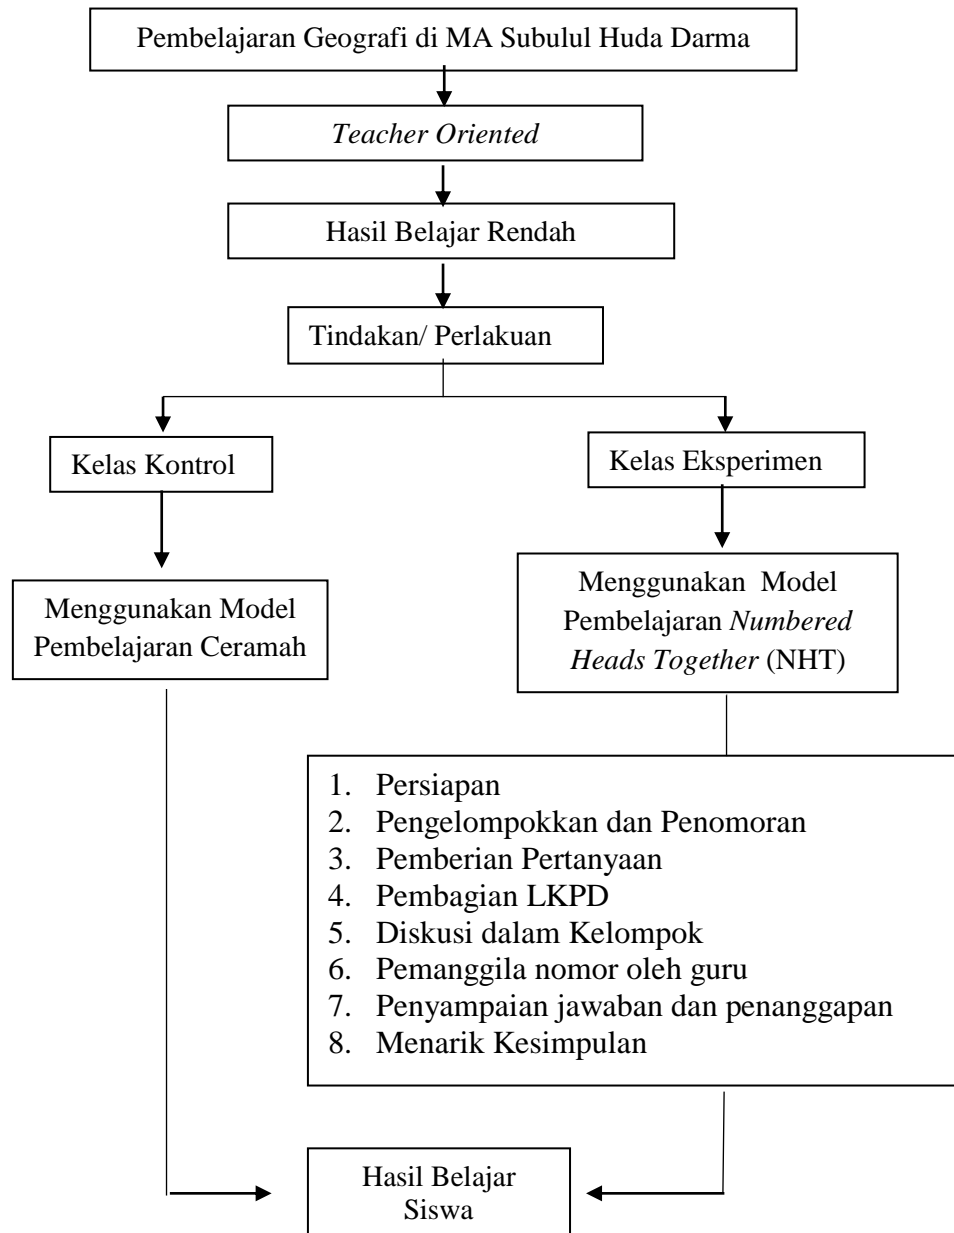 Pembelajaran Geografi di MA Subulul Huda Darma
Teacher Oriented
Hasil Belajar Rendah
Tindakan/ Perlakuan
Kelas Kontrol
Kelas Eksperimen
Menggunakan Model
Pembelajaran Ceramah
Menggunakan Model
Pembelajaran Numbered
Heads Together (NHT)
1. Persiapan
2. Pengelompokkan dan Penomoran
3. Pemberian Pertanyaan
4. Pembagian LKPD
5. Diskusi dalam Kelompok
6. Pemanggila nomor oleh guru
7. Penyampaian jawaban dan penanggapan
8. Menarik Kesimpulan
Hasil Belajar
Siswa